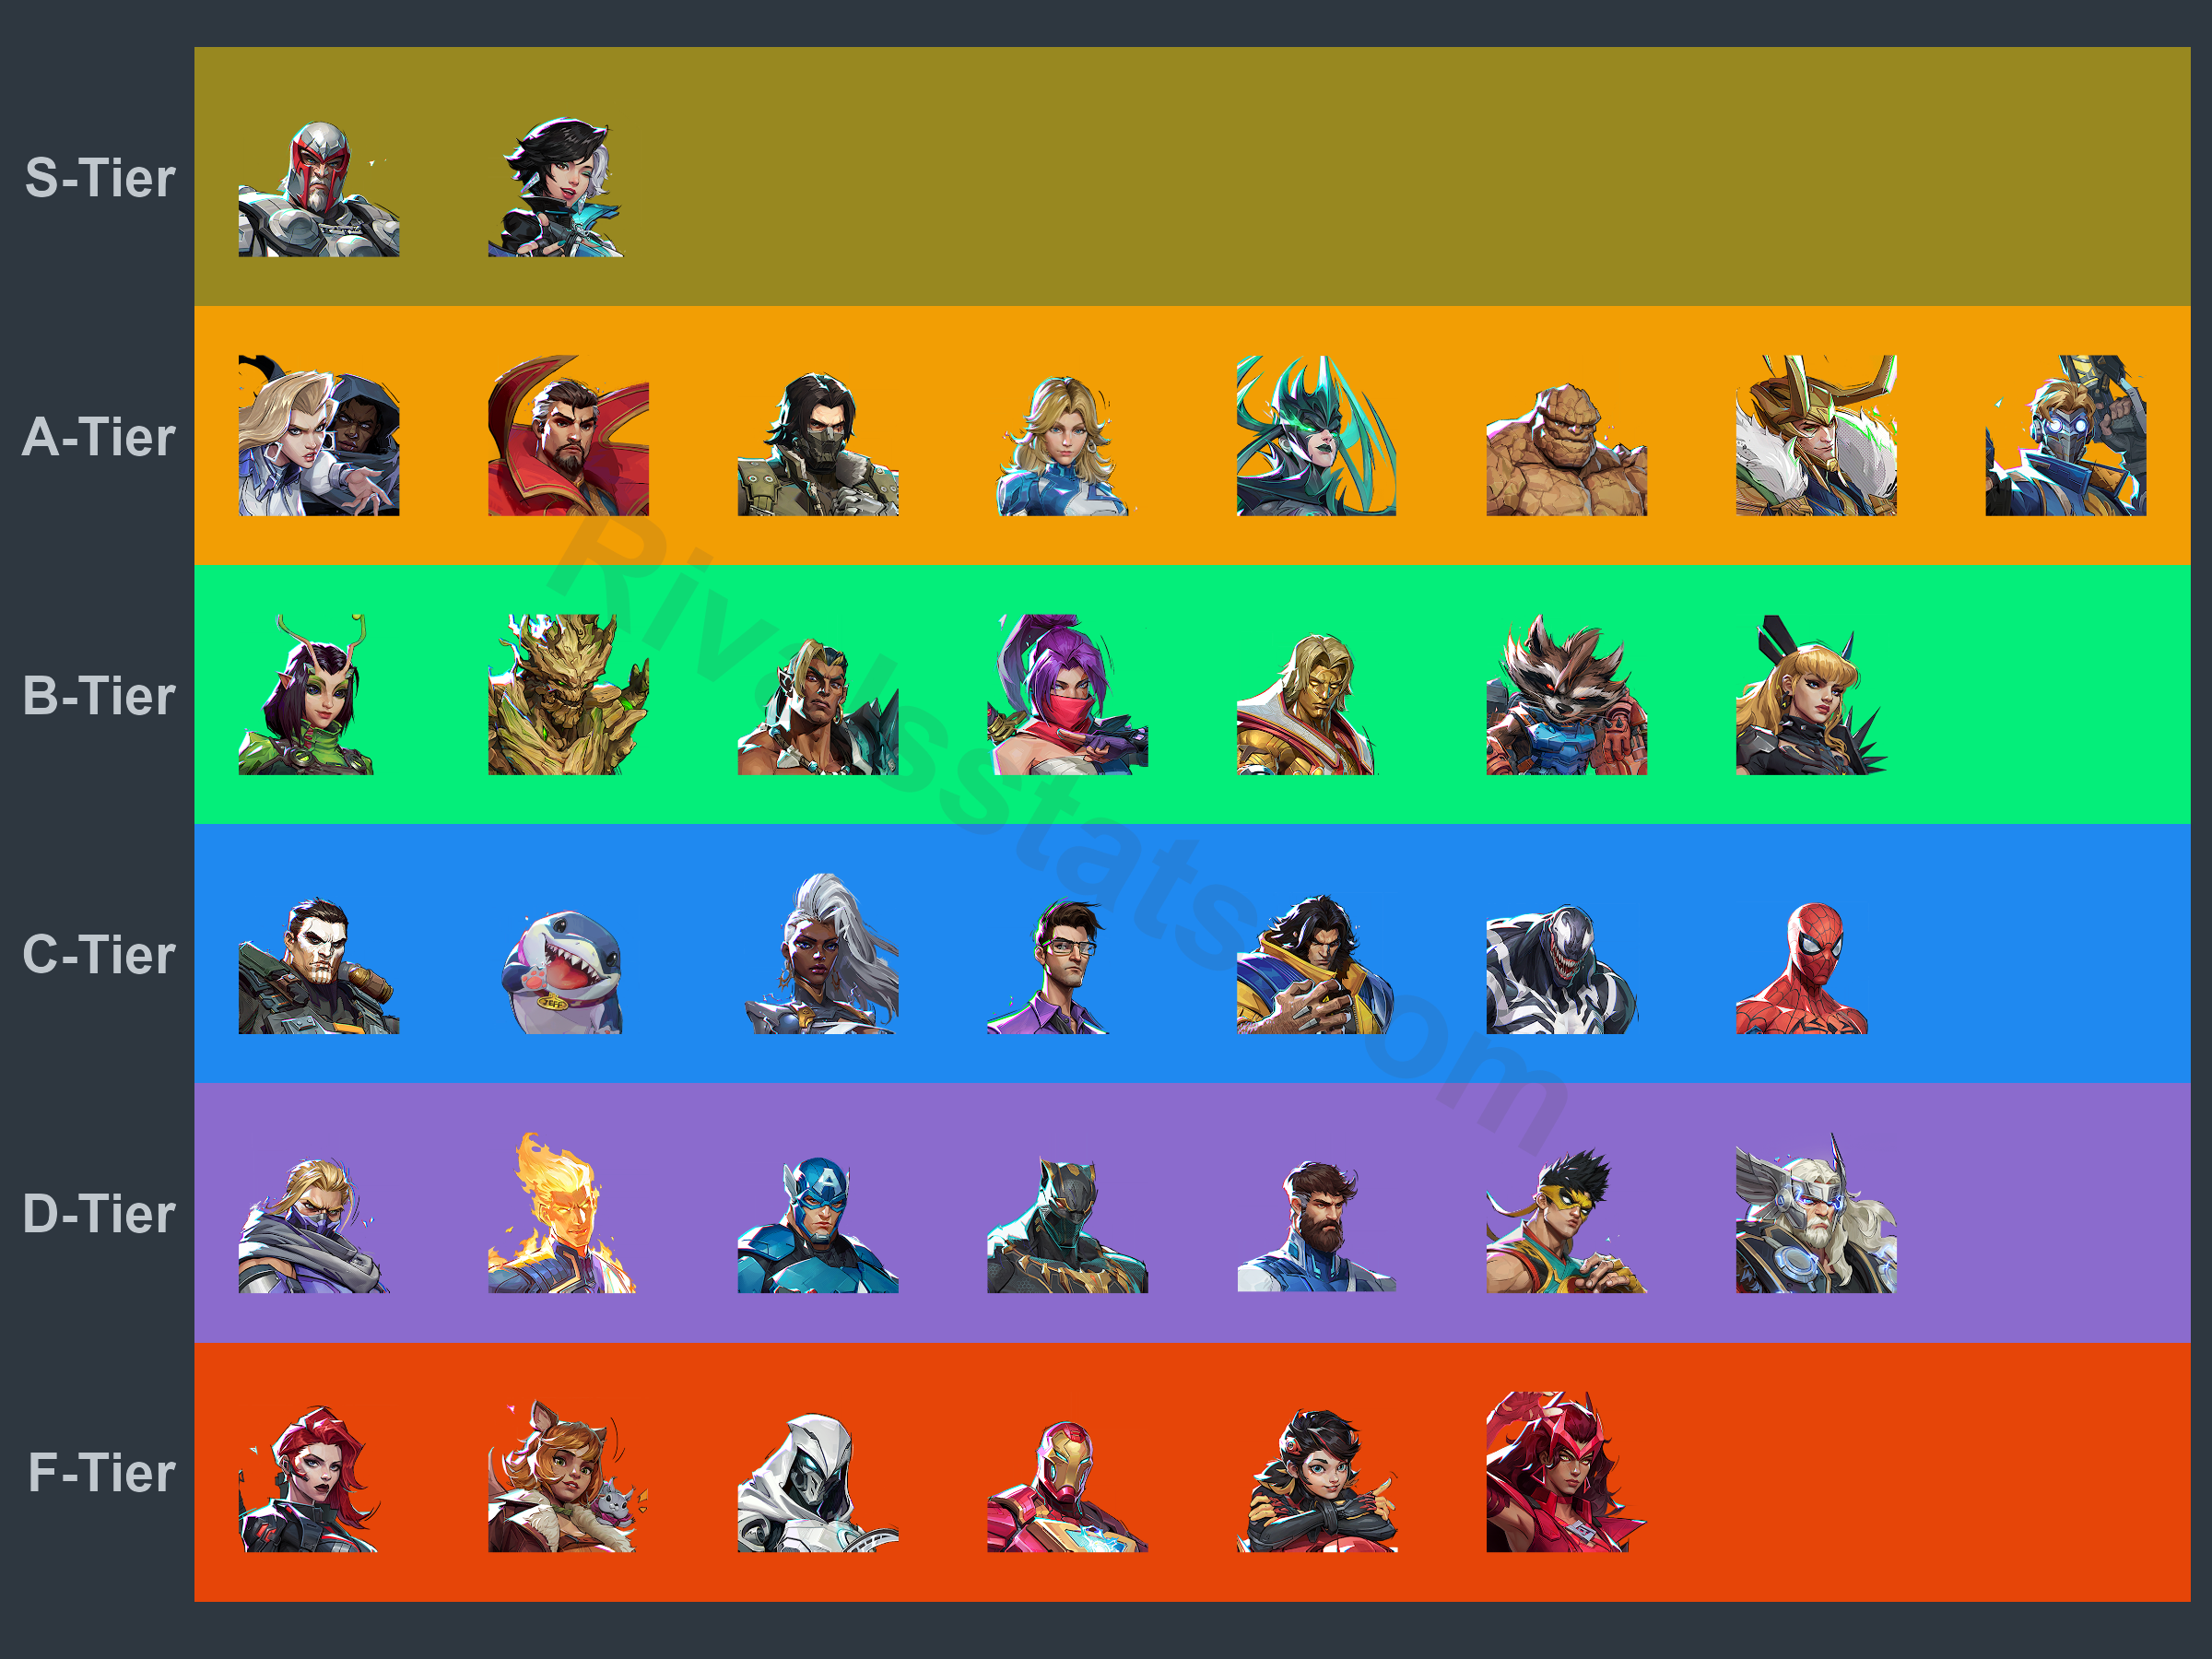 S-Tier
A-Tier
B-Tier
C-Tier
D-Tier
F-Tier
Rivalsstats.com
JEFF
A